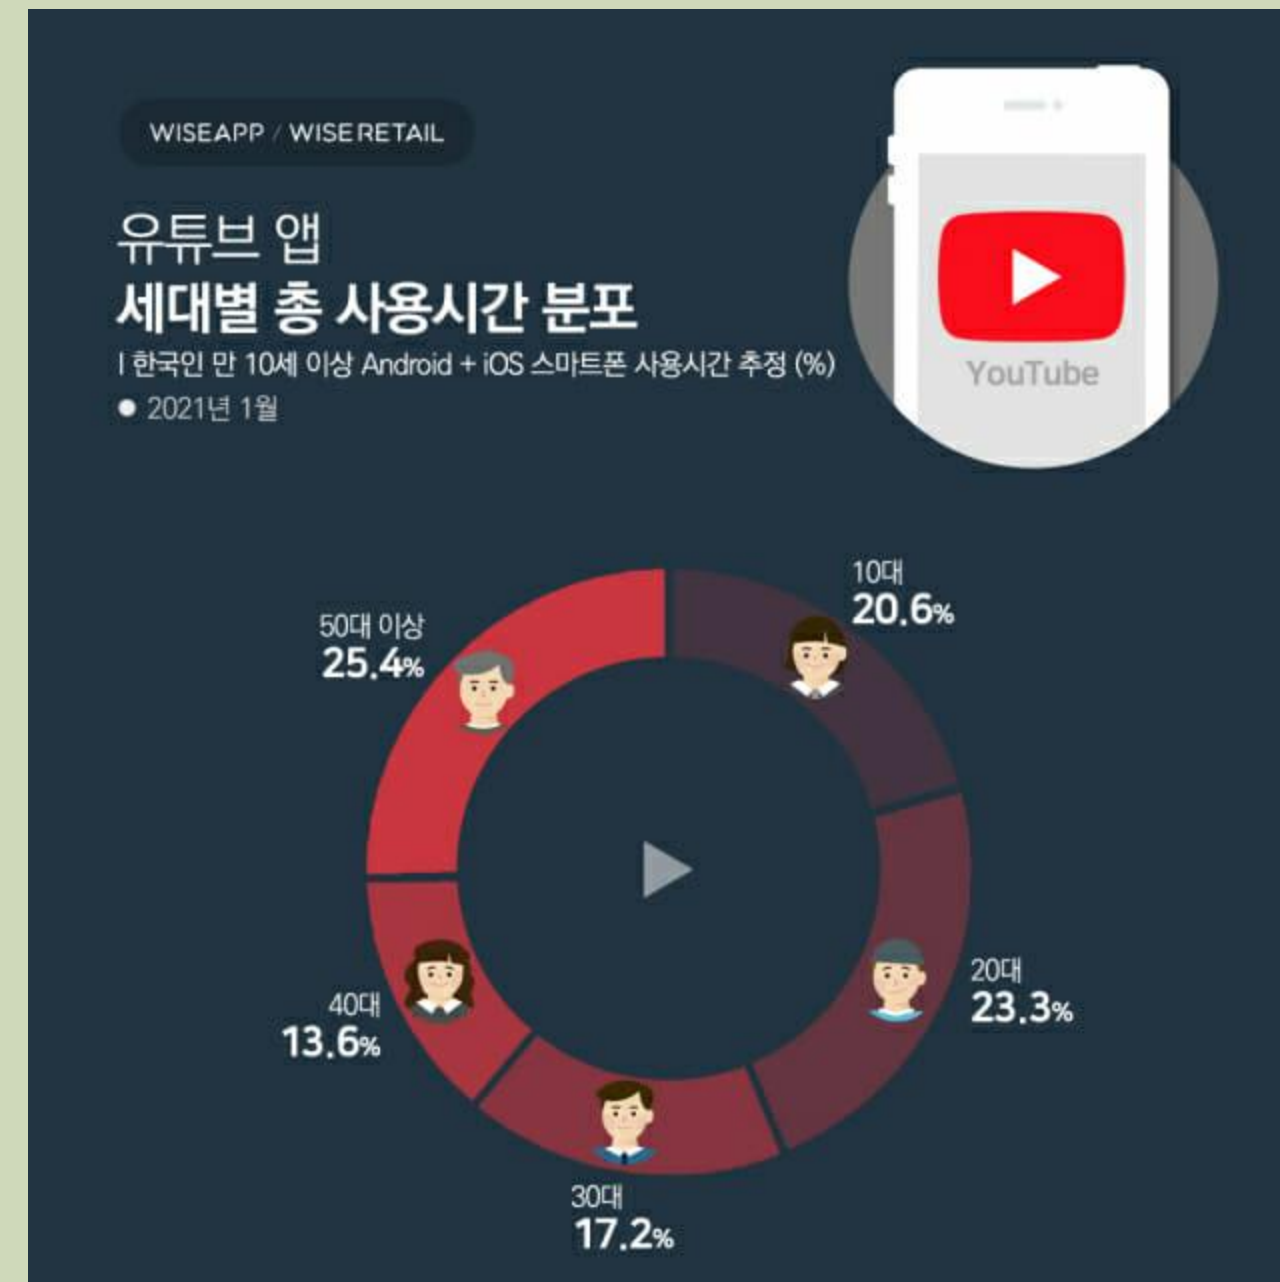 WISEAPP / WISERETAIL
유튜브 앱
세대별 총 사용시간 분포
I 한국인 만 10세 이상 Android + iOS 스마트폰 사용시간 추정 (%)
● 2021년 1월
YouTube
10대
20.6%
50대 이상
25.4%
20대
23.3%
40대
13.6%
30대
17.2%